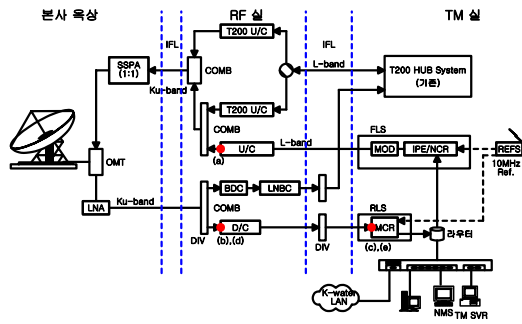 본사 옥상
RF 실
TM 실
IFL
T200 U/C
IFL
SSPA
(1:1)
COMB
L-band
T200 HUB System
(기존)
Ku-band
T200 U/C
COMB
FLS
U/C
L-band
MOD
IPE/NCR
REFS
(a)
10MHz
Ref.
OMT
BDC
LNBC
LNA
Ku-band
COMB
RLS
D/C
MCR
라우터
DIV
(b),(d)
DIV
(c),(e)
K-water
LAN
NMS
TM SVR